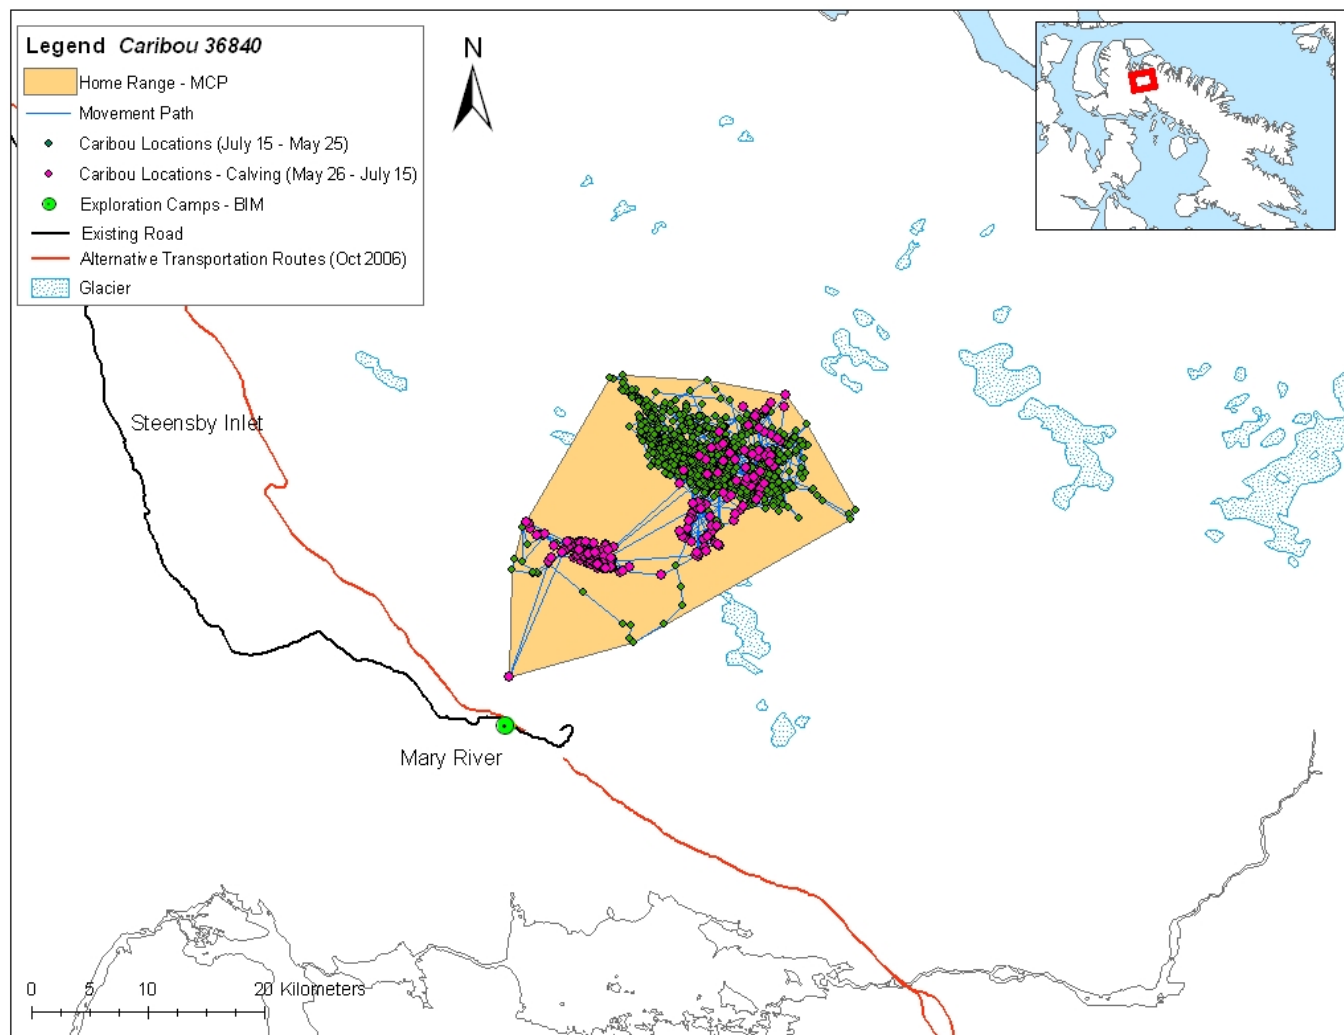 Legend Caribou 36840
Home Range - MCP
Movement Path
Caribou Locations (July 15 - May 25)
Caribou Locations - Calving (May 26 - July 15)
Exploration Camps - BIM
Existing Road
Alternative Transportation Routes (Oct 2006)
Glacier
N
Steensby Inlet
Mary River
0 5 10 20 Kilometers